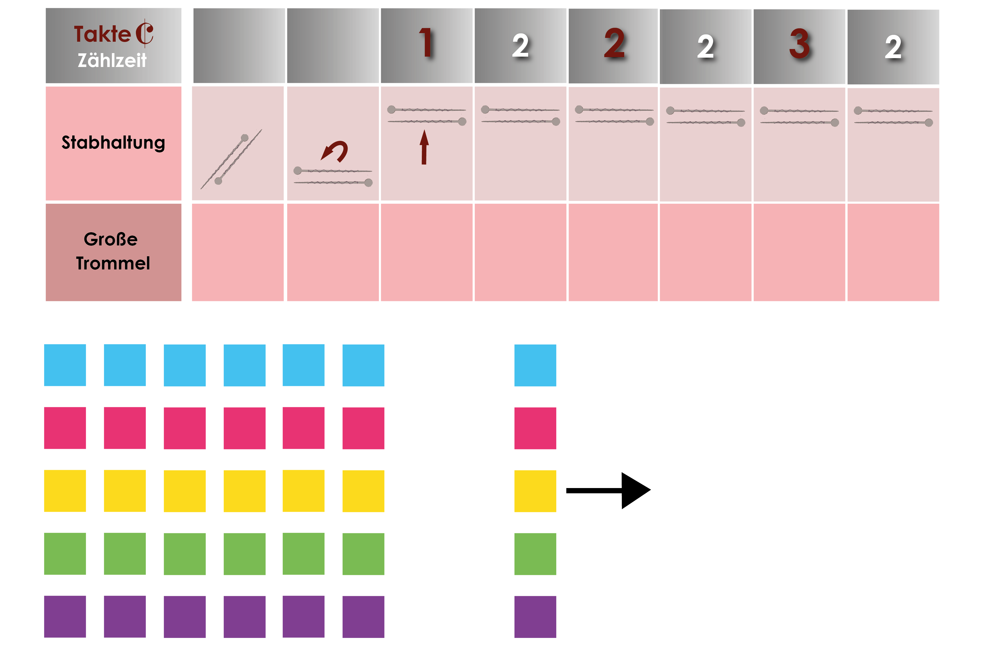 Takte ¢
Zählzeit
1 2 2 2 3 2
Stabhaltung
Große
Trommel